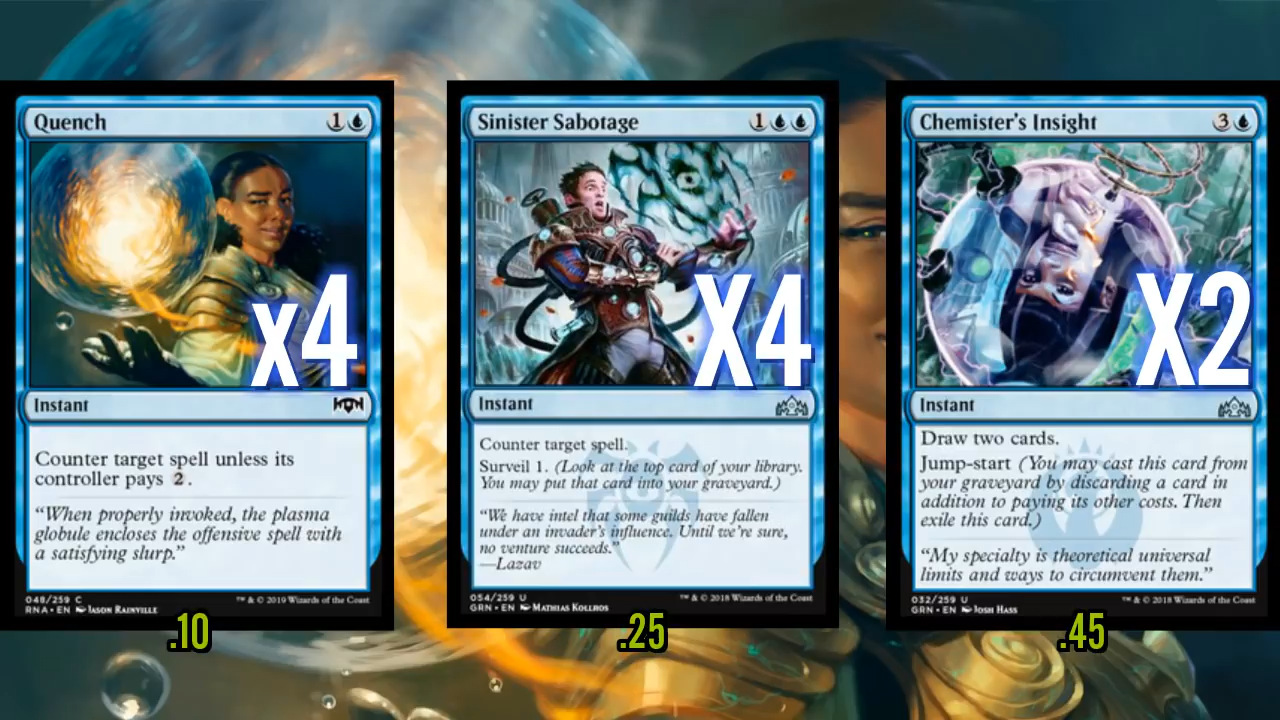 Quench 1
x4
Instant
Counter target spell unless its
controller pays 2.
“When properly invoked, the plasma
globule encloses the offensive spell with
a satisfying slurp.”
048/259 C
RNA • EN Jason Rainville
™ & © 2019 Wizards of the Coast
.10
Sinister Sabotage 1
X4
Instant
Counter target spell.
Surveil 1. (Look at the top card of your library.
You may put that card into your graveyard.)
“We have intel that some guilds have fallen
under an invader’s influence. Until we’re sure,
no venture succeeds.”
—Lazav
054/259 U
GRN • EN Mathias Kollros
™ & © 2018 Wizards of the Coast
.25
Chemister’s Insight 3
X2
Instant
Draw two cards.
Jump-start (You may cast this card from
your graveyard by discarding a card in
addition to paying its other costs. Then
exile this card.)
“My specialty is theoretical universal
limits and ways to circumvent them.”
032/259 U
GRN • EN Josh Hass
™ & © 2018 Wizards of the Coast
.45